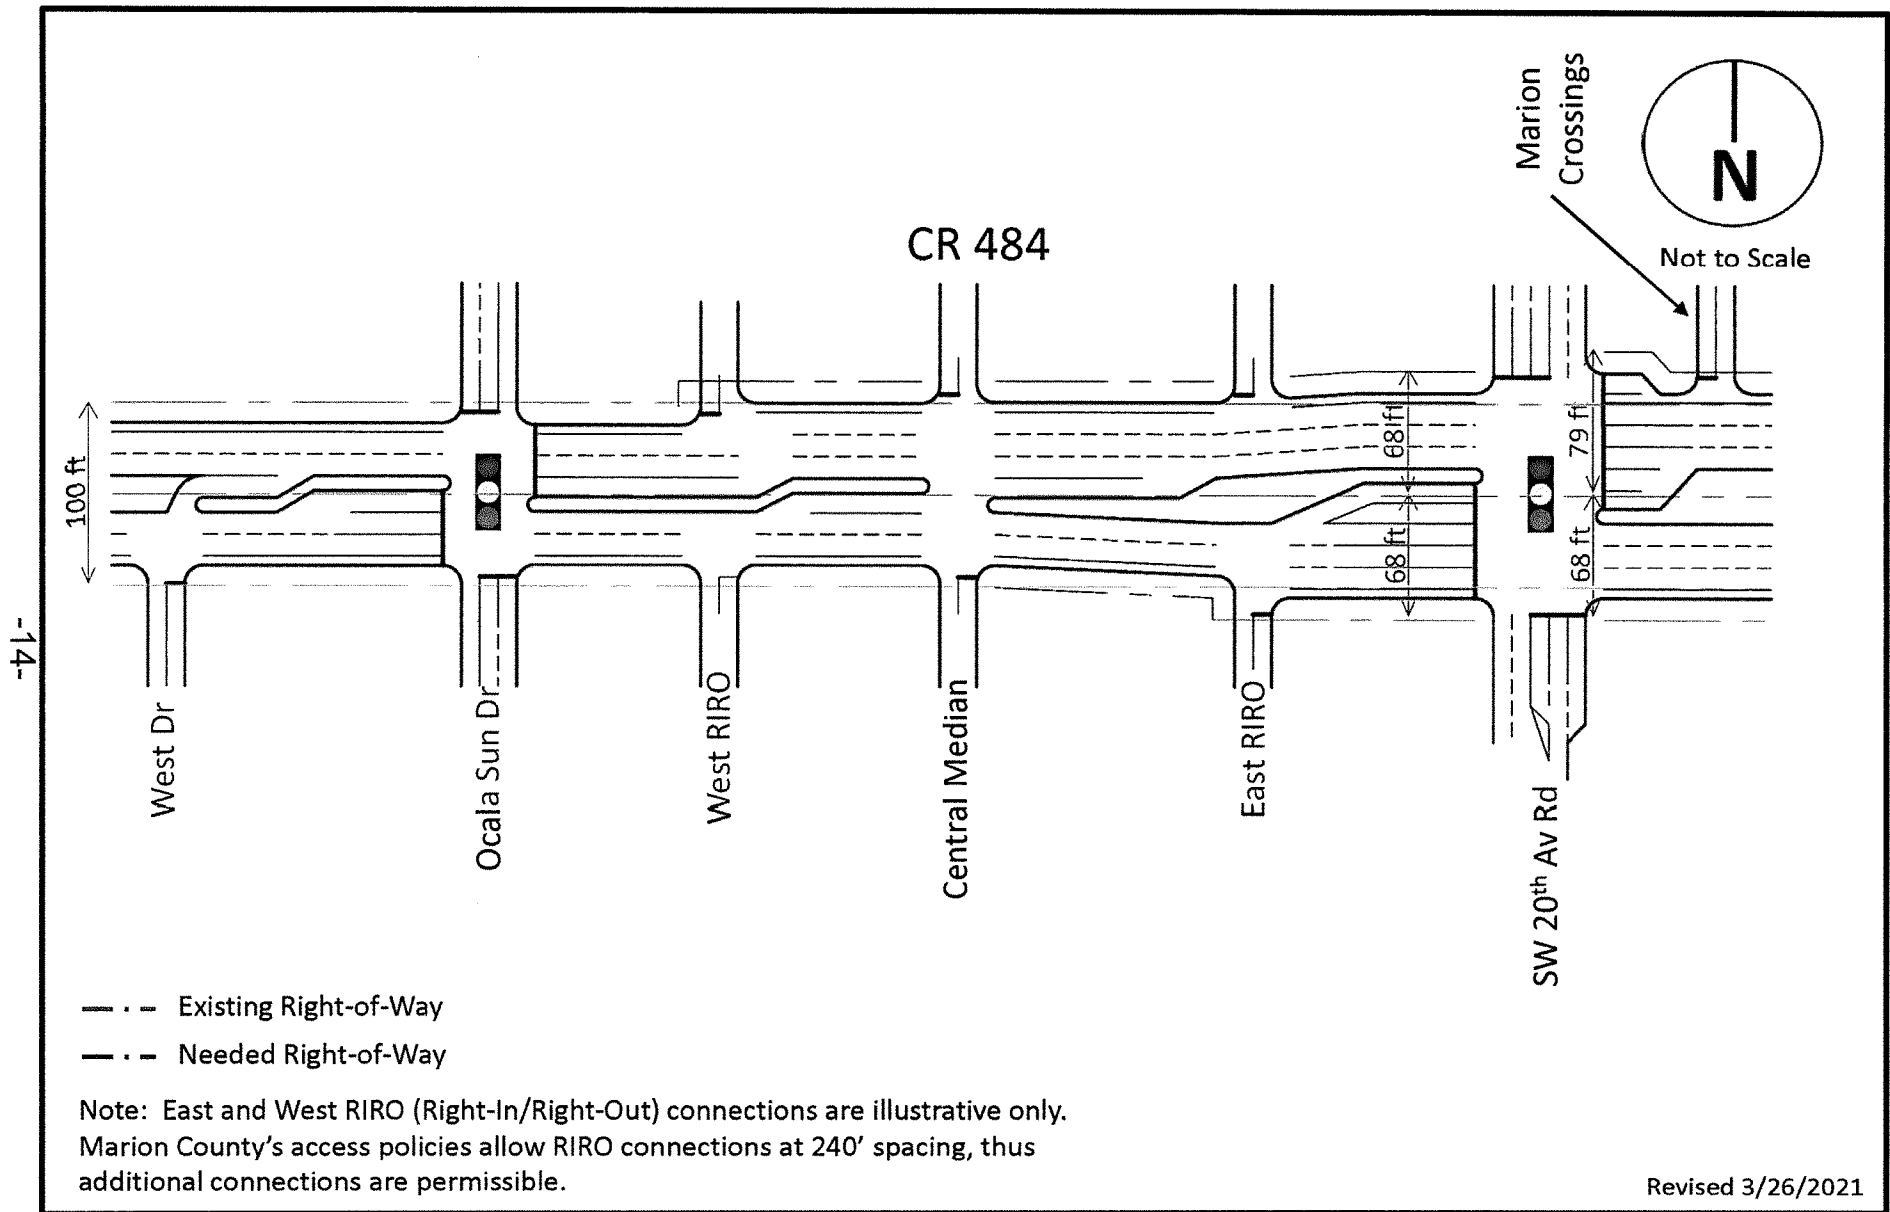 Marion
Crossings
N
Not to Scale
CR 484
100 ft
68 ft
79 ft
68 ft
68 ft
-14-
West Dr
Ocala Sun Dr
West RIRO
Central Median
East RIRO
SW 20th Av Rd
Existing Right-of-Way
Needed Right-of-Way
Note: East and West RIRO (Right-In/Right-Out) connections are illustrative only.
Marion County's access policies allow RIRO connections at 240' spacing, thus
additional connections are permissible.
Revised 3/26/2021